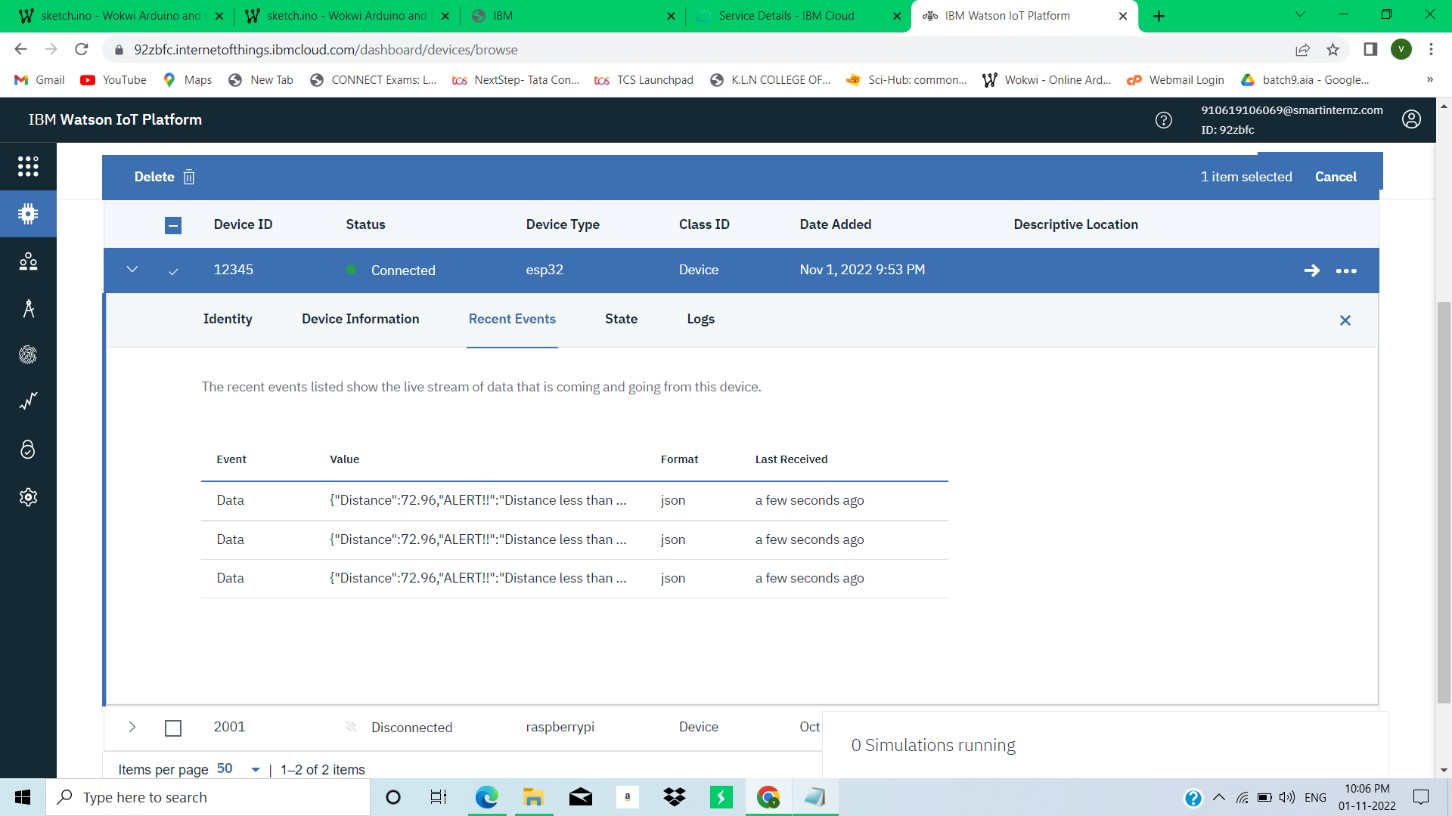 sketch.ino - Wokwi Arduino and
sketch.ino - Wokwi Arduino and
IBM
Service Details - IBM Cloud
IBM Watson IoT Platform
92zbfc.internetofthings.ibmcloud.com/dashboard/devices/browse
V
Gmail
YouTube
Maps
New Tab
CONNECT Exams: L...
tcs NextStep- Tata Con...
tcs TCS Launchpad
K.L.N COLLEGE OF...
Sci-Hub: common...
Wokwi - Online Ard...
cP Webmail Login
batch9.aia - Google...
»
IBM Watson IoT Platform
910619106069@smartinternz.com
ID: 92zbfc
Delete
1 item selected
Cancel
Device ID Status Device Type Class ID Date Added Descriptive Location
12345 Connected esp32 Device Nov 1, 2022 9:53 PM
Identity Device Information Recent Events State Logs
The recent events listed show the live stream of data that is coming and going from this device.
Event Value Format Last Received
Data {"Distance":72.96,"ALERT!!":"Distance less than ... json a few seconds ago
Data {"Distance":72.96,"ALERT!!":"Distance less than ... json a few seconds ago
Data {"Distance":72.96,"ALERT!!":"Distance less than ... json a few seconds ago
2001 Disconnected raspberrypi Device Oct
0 Simulations running
Items per page 50 | 1–2 of 2 items
Type here to search
a
ENG
10:06 PM
01-11-2022